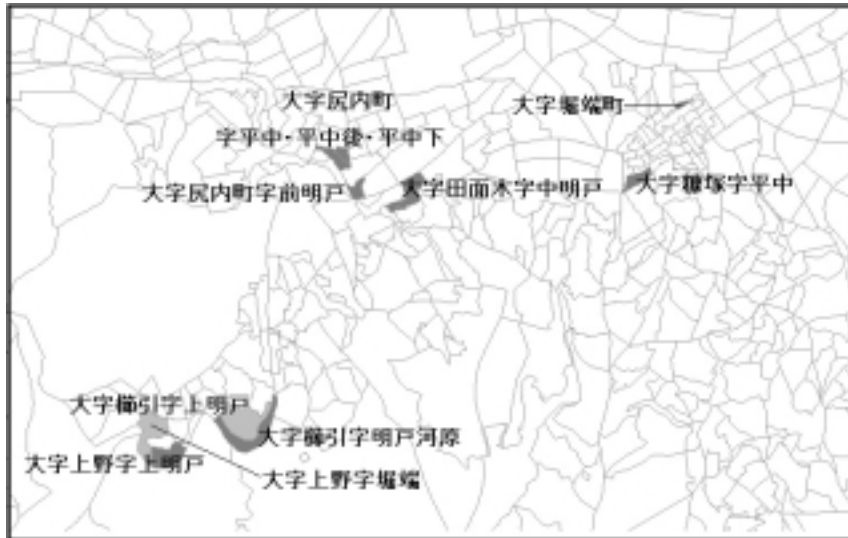 大字尻内町
大字堀端町
字平中・平中後・平中下
大字尻内町字前明戸
大字田面木字中明戸
大字糠塚字平中
大字櫛引字上明戸
大字櫛引字明戸河原
大字上野字上明戸
大字上野字堀端